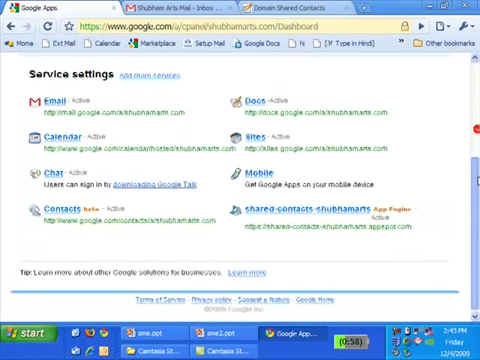 Google Apps
Shubham Arts Mail - Inbox ...
Domain Shared Contacts
https://www.google.com/a/cpanel/shubhamarts.com/Dashboard
Moma
Ext Mail
Calendar
Marketplace
Setup Mail ...
Google Docs
hi
[Type in Hindi]
Other bookmarks
Service settings add more services
Email - Active
http://mail.google.com/a/shubhamarts.com
Docs - Active
http://docs.google.com/a/shubhamarts.com
Calendar - Active
http://www.google.com/calendar/hosted/shubhamarts.com
Sites - Active
http://sites.google.com/a/shubhamarts.com
Chat - Active
Users can sign in by downloading Google Talk
Mobile
Get Google Apps on your mobile device
Contacts beta - Active
http://www.google.com/contacts/a/shubhamarts.com
shared-contacts-shubhamarts App Engine - Active
https://shared-contacts-shubhamarts.appspot.com
Tip: Learn more about other Google solutions for businesses. Learn more
Terms of Service - Privacy policy - Suggest a feature - Google Home
©2009 Google Inc.
start
sme.ppt
sme2.ppt
Google App...
Camtasia St...
Camtasia St...
(0:58)
2:43 PM
Friday
12/4/2009